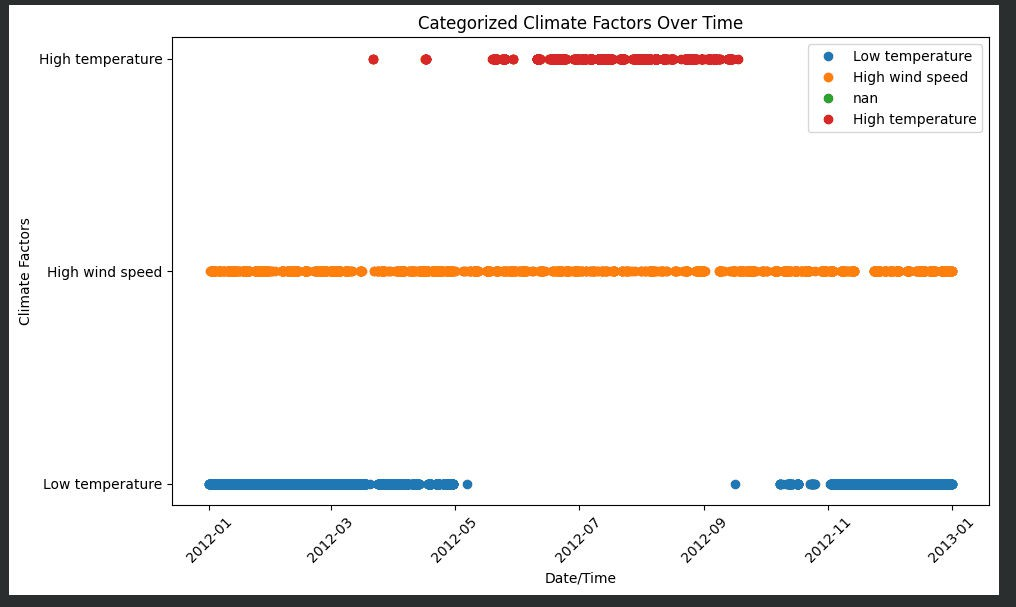 Categorized Climate Factors Over Time
High temperature
High wind speed
Low temperature
Climate Factors
Low temperature
High wind speed
nan
High temperature
2012-01
2012-03
2012-05
2012-07
2012-09
2012-11
2013-01
Date/Time